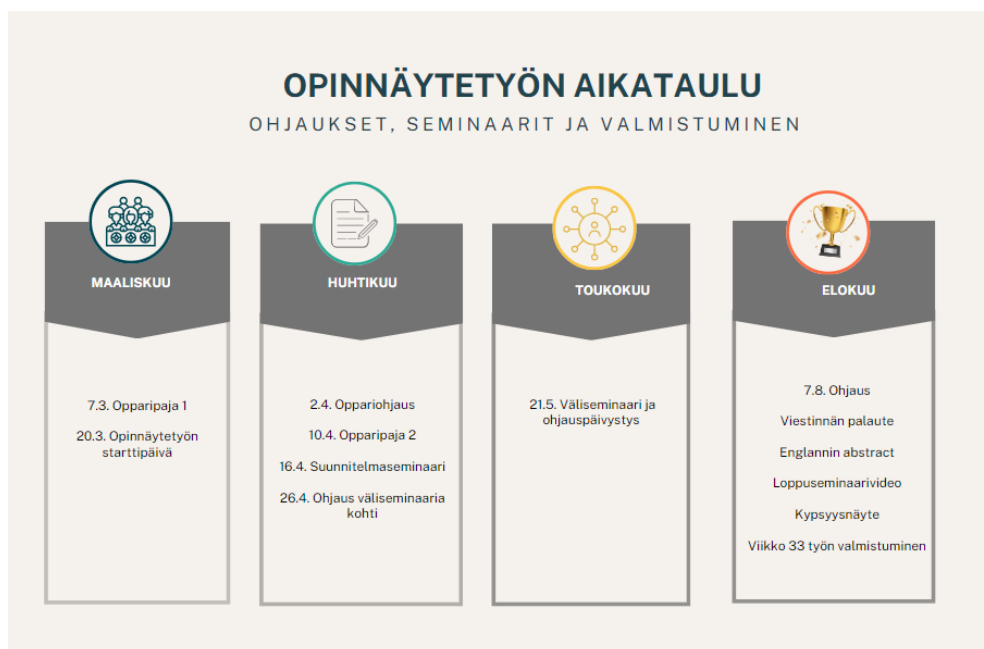 OPINNÄYTETYÖN AIKATAULU
OHJAUKSET, SEMINAARIT JA VALMISTUMINEN
MAALISKUU
7.3. Opparipaja 1
20.3. Opinnäytetyön
starttipäivä
HUHTIKUU
2.4. Oppariohjaus
10.4. Opparipaja 2
16.4. Suunnitelmaseminaari
26.4. Ohjaus väliseminaaria
kohti
TOUKOKUU
21.5. Väliseminaari ja
ohjauspäivystys
ELOKUU
7.8. Ohjaus
Viestinnän palaute
Englannin abstract
Loppuseminaarivideo
Kypsyysnäyte
Viikko 33 työn valmistuminen